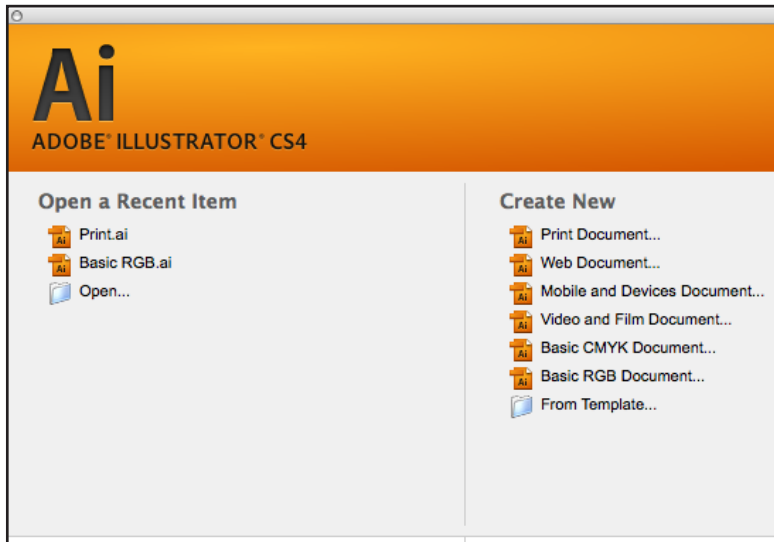 Ai
ADOBE® ILLUSTRATOR® CS4
Open a Recent Item
Print.ai
Basic RGB.ai
Open...
Create New
Print Document...
Web Document...
Mobile and Devices Document...
Video and Film Document...
Basic CMYK Document...
Basic RGB Document...
From Template...